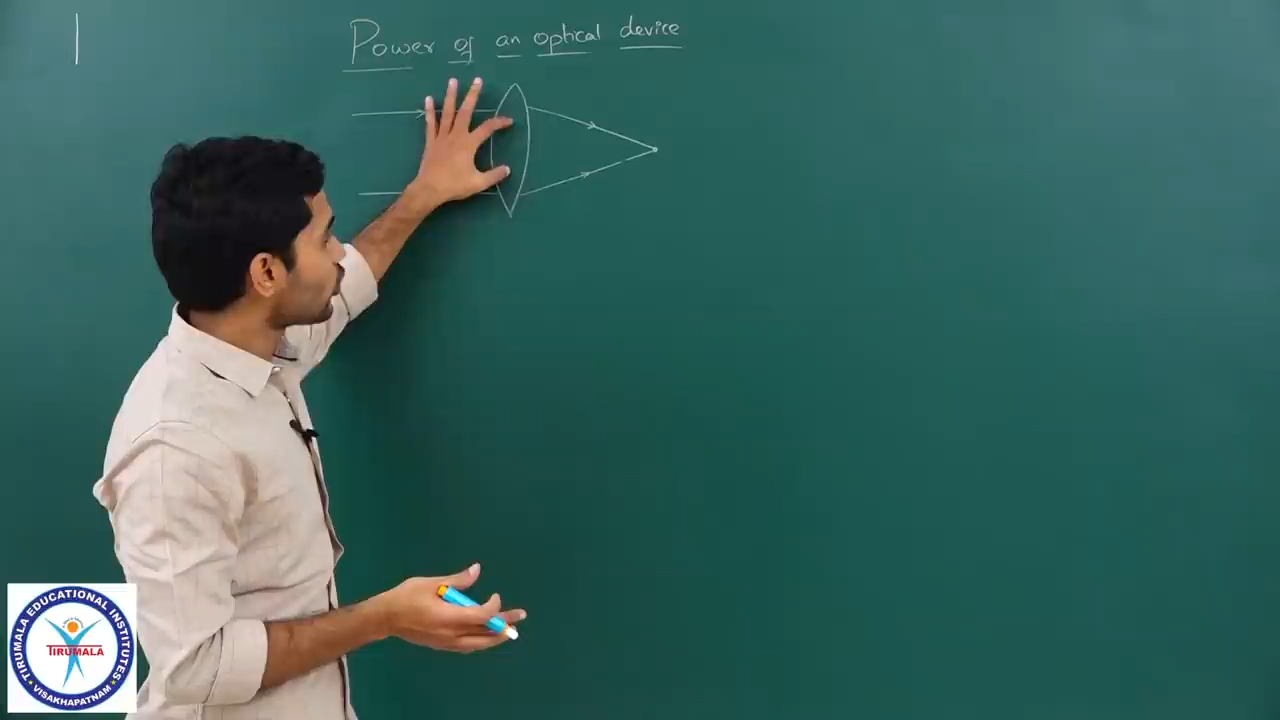 Power of an optical device
TIRUMALA EDUCATIONAL INSTITUTES
TIRUMALA
VISAKHAPATNAM